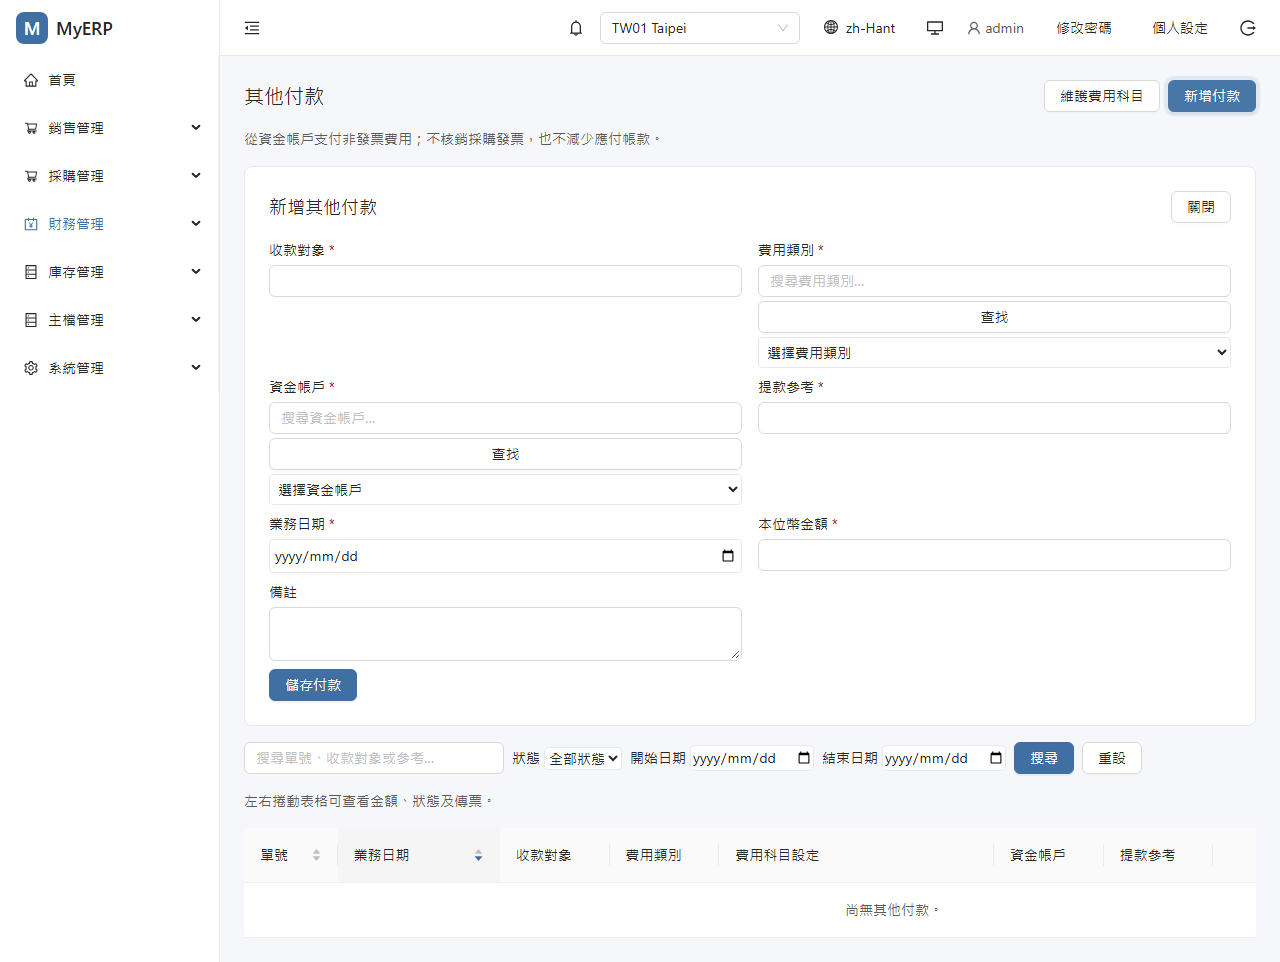 M MyERP
TW01 Taipei
zh-Hant
admin
修改密碼
個人設定
首頁
銷售管理
採購管理
財務管理
庫存管理
主檔管理
系統管理
其他付款
維護費用科目
新增付款
從資金帳戶支付非發票費用；不核銷採購發票，也不減少應付帳款。
新增其他付款
關閉
收款對象 *
費用類別 *
搜尋費用類別...
查找
選擇費用類別
資金帳戶 *
提款參考 *
搜尋資金帳戶...
查找
選擇資金帳戶
業務日期 *
本位幣金額 *
yyyy/mm/dd
備註
儲存付款
搜尋單號、收款對象或參考...
狀態 全部狀態
開始日期 yyyy/mm/dd
結束日期 yyyy/mm/dd
搜尋
重設
左右捲動表格可查看金額、狀態及傳票。
單號 業務日期 收款對象 費用類別 費用科目設定 資金帳戶 提款參考
尚無其他付款。